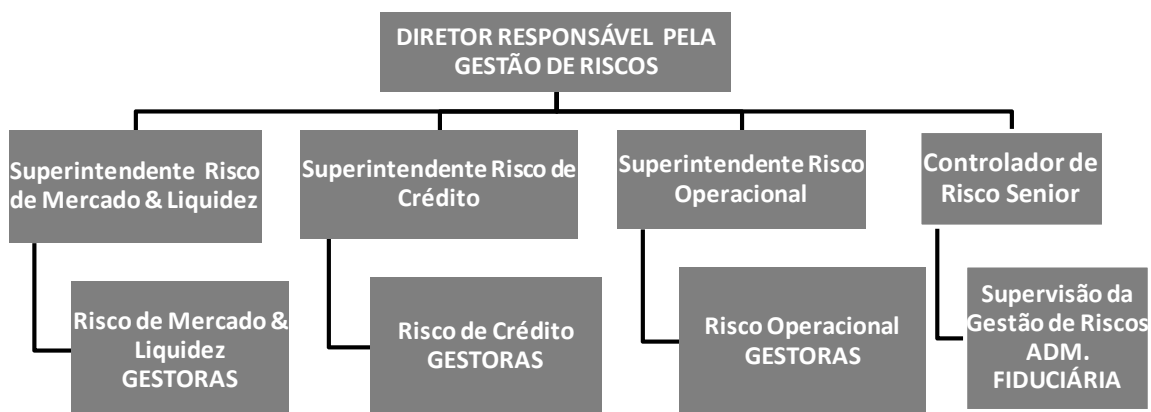 DIRETOR RESPONSÁVEL PELA
GESTÃO DE RISCOS
Superintendente Risco
de Mercado & Liquidez
Superintendente Risco de
Crédito
Superintendente Risco
Operacional
Controlador de
Risco Senior
Risco de Mercado &
Liquidez
GESTORAS
Risco de Crédito
GESTORAS
Risco Operacional
GESTORAS
Supervisão da
Gestão de Riscos
ADM.
FIDUCIÁRIA